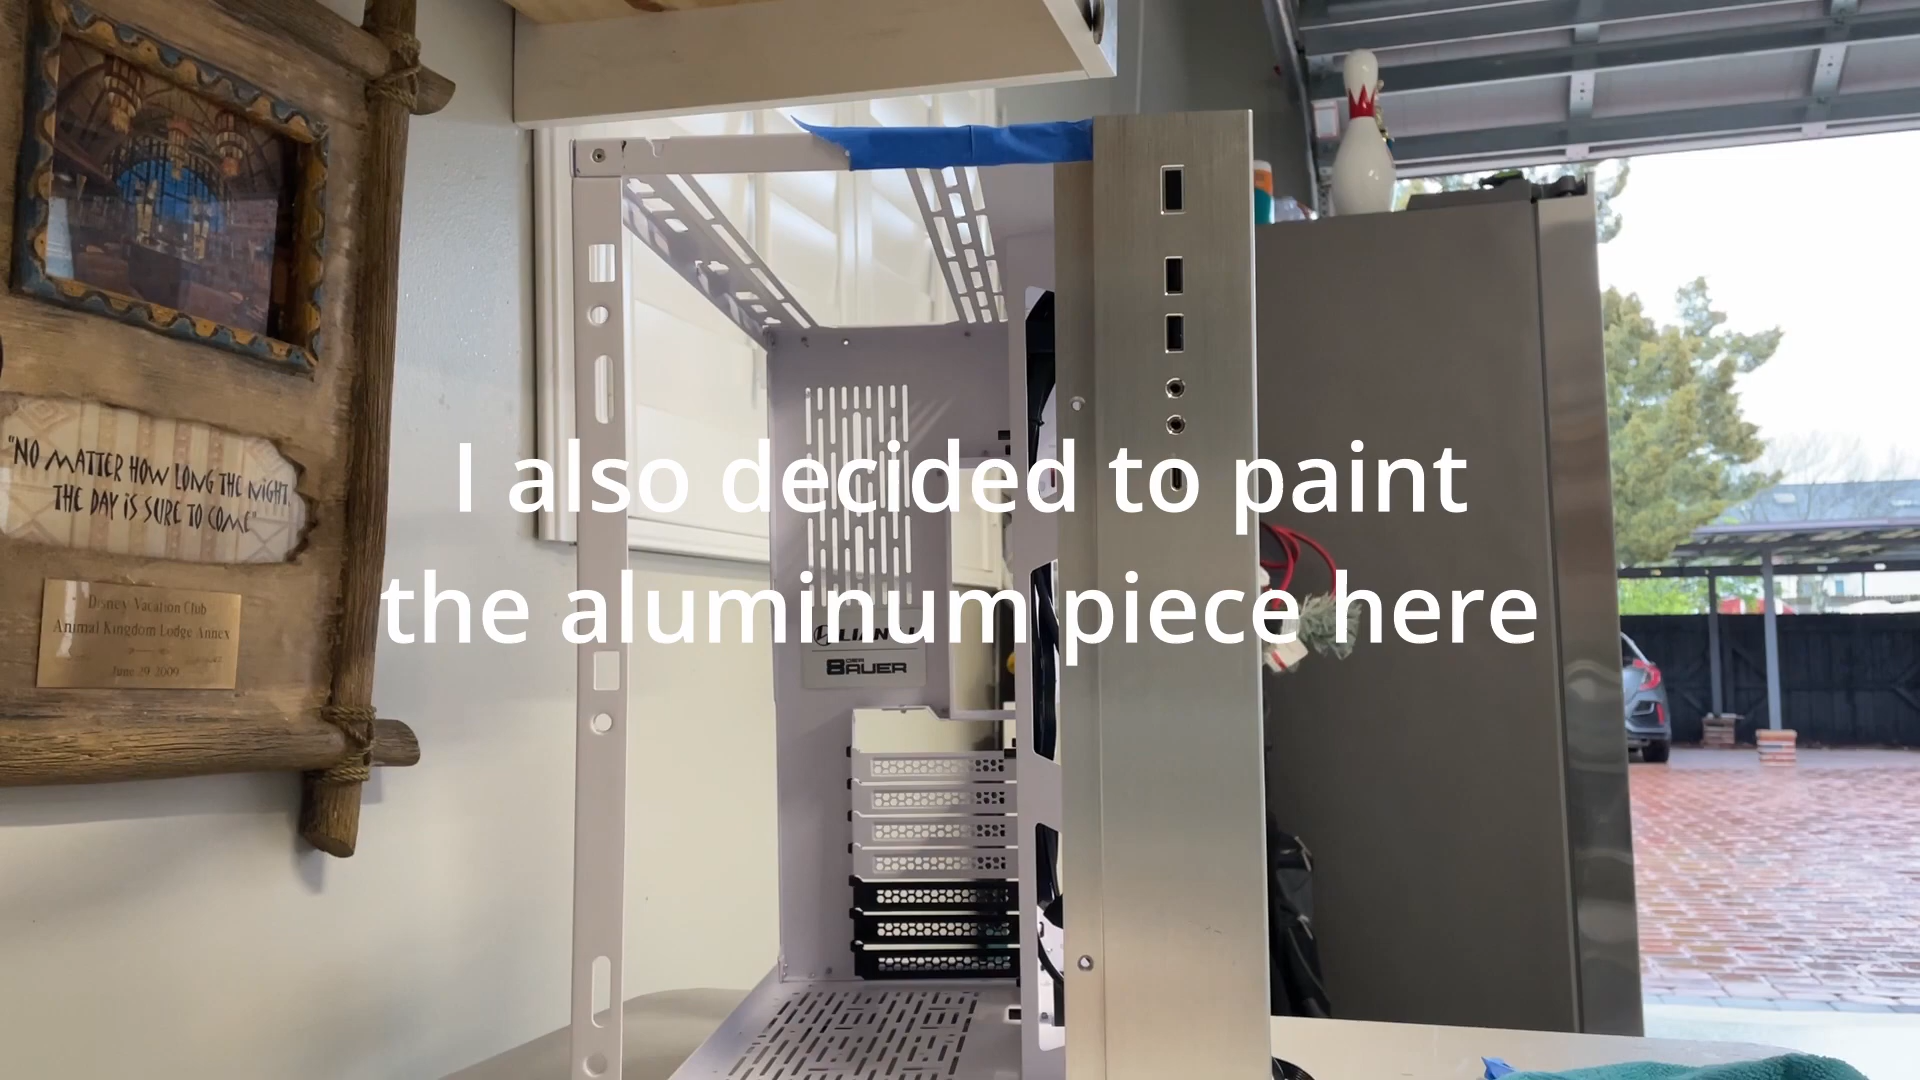 "NO MATTER HOW LONG THE NIGHT,
THE DAY IS SURE TO COME"
Disney Vacation Club
Animal Kingdom Lodge Annex
June 29 2009
I also decided to paint
the aluminum piece here
8AUER